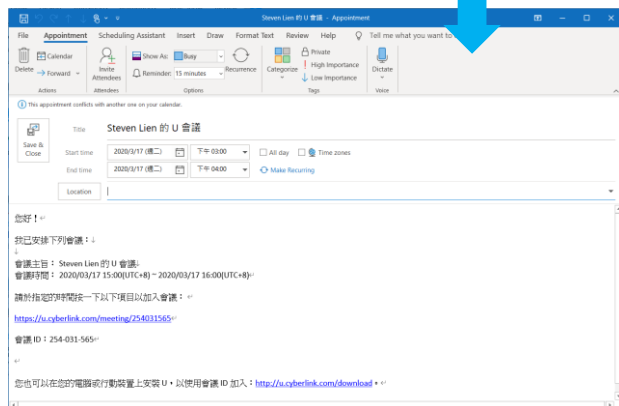 Steven Lien 的 U 會議 - Appointment
File Appointment Scheduling Assistant Insert Draw Format Text Review Help Tell me what you want to
Delete
Calendar
Forward
Actions
Invite Attendees
Attendees
Show As: Busy
Reminder: 15 minutes
Recurrence
Options
Categorize
Private
High Importance
Low Importance
Tags
Dictate
Voice
This appointment conflicts with another one on your calendar.
Save & Close
Title Steven Lien 的 U 會議
Start time 2020/3/17 (週二) 下午 03:00 All day Time zones
End time 2020/3/17 (週二) 下午 04:00 Make Recurring
Location
您好！
我已安排下列會議：
會議主旨： Steven Lien 的 U 會議
會議時間： 2020/03/17 15:00(UTC+8) ~ 2020/03/17 16:00(UTC+8)
請於指定的時間按一下以下項目以加入會議：
https://u.cyberlink.com/meeting/254031565
會議 ID：254-031-565
您也可以在您的電腦或行動裝置上安裝 U，以使用會議 ID 加入：http://u.cyberlink.com/download。